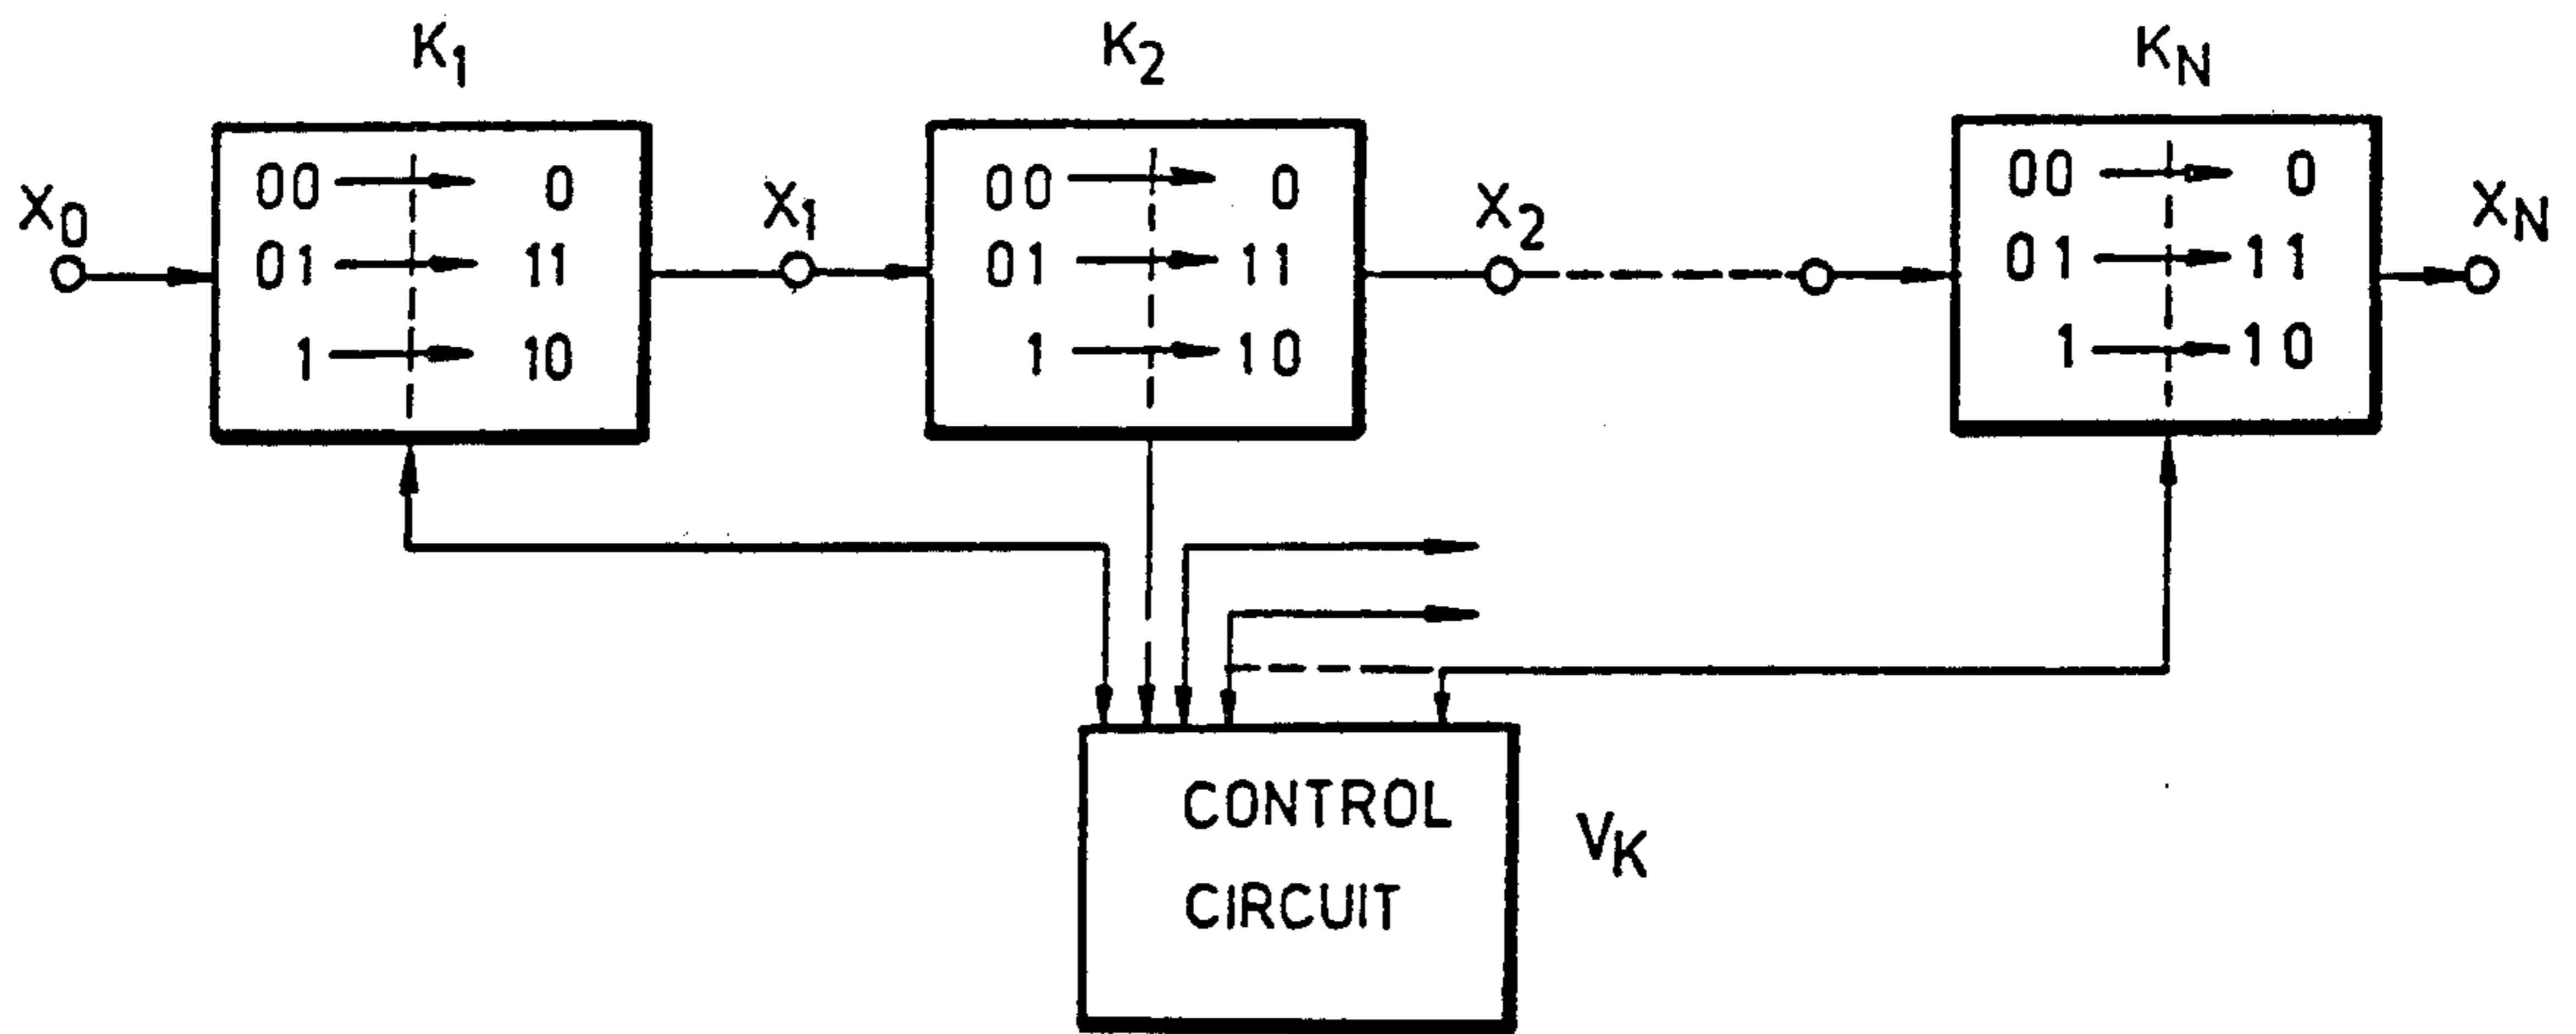 K1
K2
KN
X0
00 → 0
01 → 11
1 → 10
X1
00 → 0
01 → 11
1 → 10
X2
00 → 0
01 → 11
1 → 10
XN
CONTROL
CIRCUIT
VK